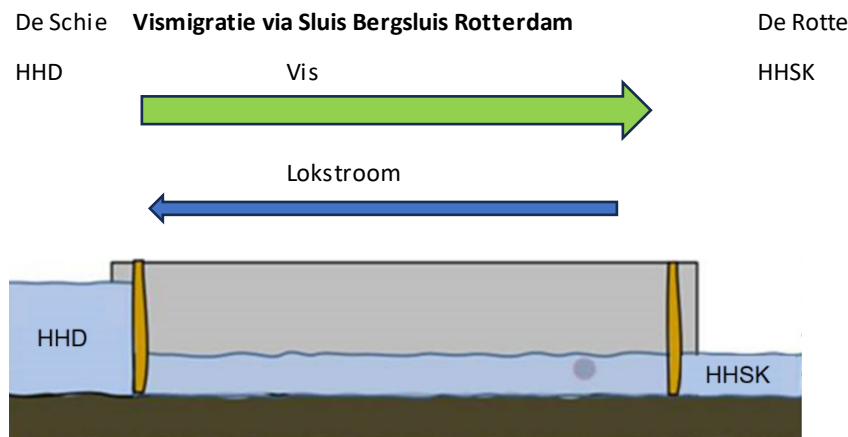 De Schie Vismigratie via Sluis Bergsluis Rotterdam De Rotte
HHD Vis HHSK
Lokstroom
HHD
HHSK